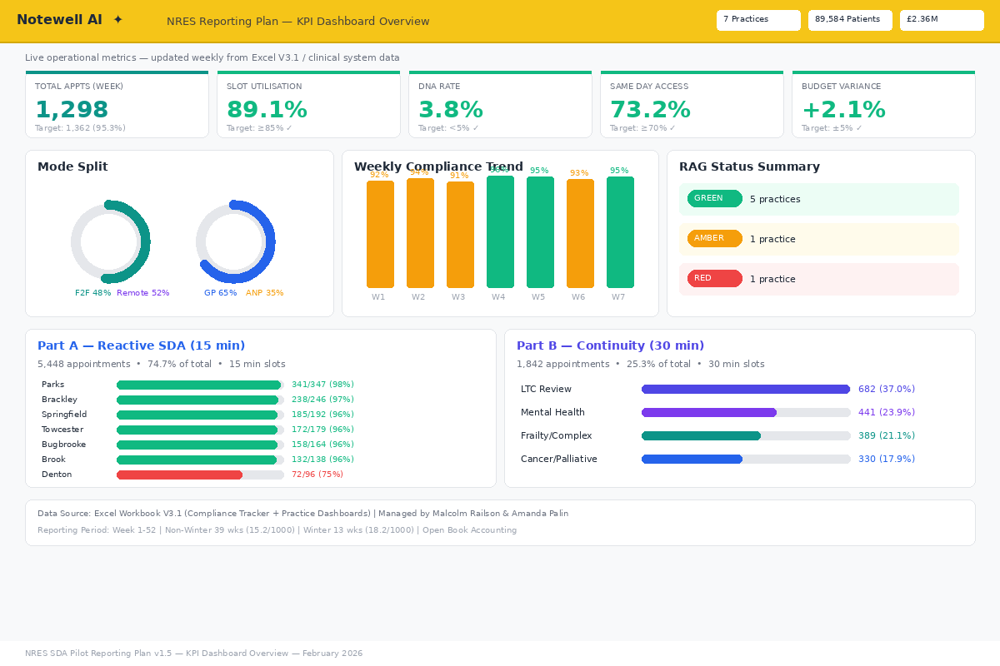 Notewell AI ✦
NRES Reporting Plan — KPI Dashboard Overview
7 Practices
89,584 Patients
£2.36M
Live operational metrics — updated weekly from Excel V3.1 / clinical system data
TOTAL APPTS (WEEK)
1,298
Target: 1,362 (95.3%)
SLOT UTILISATION
89.1%
Target: ≥85% ✓
DNA RATE
3.8%
Target: <5% ✓
SAME DAY ACCESS
73.2%
Target: ≥70% ✓
BUDGET VARIANCE
+2.1%
Target: ±5% ✓
Mode Split
F2F 48% Remote 52%
GP 65% ANP 35%
Weekly Compliance Trend
92% 94% 91% 96% 95% 93% 95%
W1 W2 W3 W4 W5 W6 W7
RAG Status Summary
GREEN 5 practices
AMBER 1 practice
RED 1 practice
Part A — Reactive SDA (15 min)
5,448 appointments • 74.7% of total • 15 min slots
Parks 341/347 (98%)
Brackley 238/246 (97%)
Springfield 185/192 (96%)
Towcester 172/179 (96%)
Bugbrooke 158/164 (96%)
Brook 132/138 (96%)
Denton 72/96 (75%)
Part B — Continuity (30 min)
1,842 appointments • 25.3% of total • 30 min slots
LTC Review 682 (37.0%)
Mental Health 441 (23.9%)
Frailty/Complex 389 (21.1%)
Cancer/Palliative 330 (17.9%)
Data Source: Excel Workbook V3.1 (Compliance Tracker + Practice Dashboards) | Managed by Malcolm Railson & Amanda Palin
Reporting Period: Week 1-52 | Non-Winter 39 wks (15.2/1000) | Winter 13 wks (18.2/1000) | Open Book Accounting
NRES SDA Pilot Reporting Plan v1.5 — KPI Dashboard Overview — February 2026